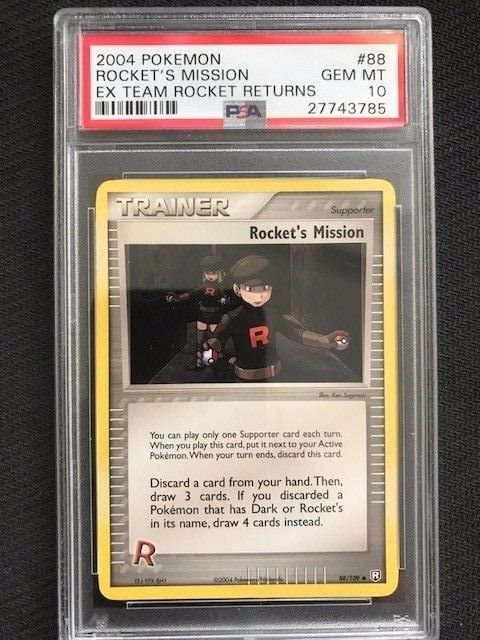 2004 POKEMON #88
ROCKET'S MISSION GEM MT
EX TEAM ROCKET RETURNS 10
PSA 27743785
TRAINER
Supporter
Rocket's Mission
R
R
Illus. Ken Sugimori
You can play only one Supporter card each turn.
When you play this card, put it next to your Active
Pokémon. When your turn ends, discard this card.
Discard a card from your hand. Then,
draw 3 cards. If you discarded a
Pokémon that has Dark or Rocket's
in its name, draw 4 cards instead.
R
©2004 Pokémon/Nintendo 88/109 R